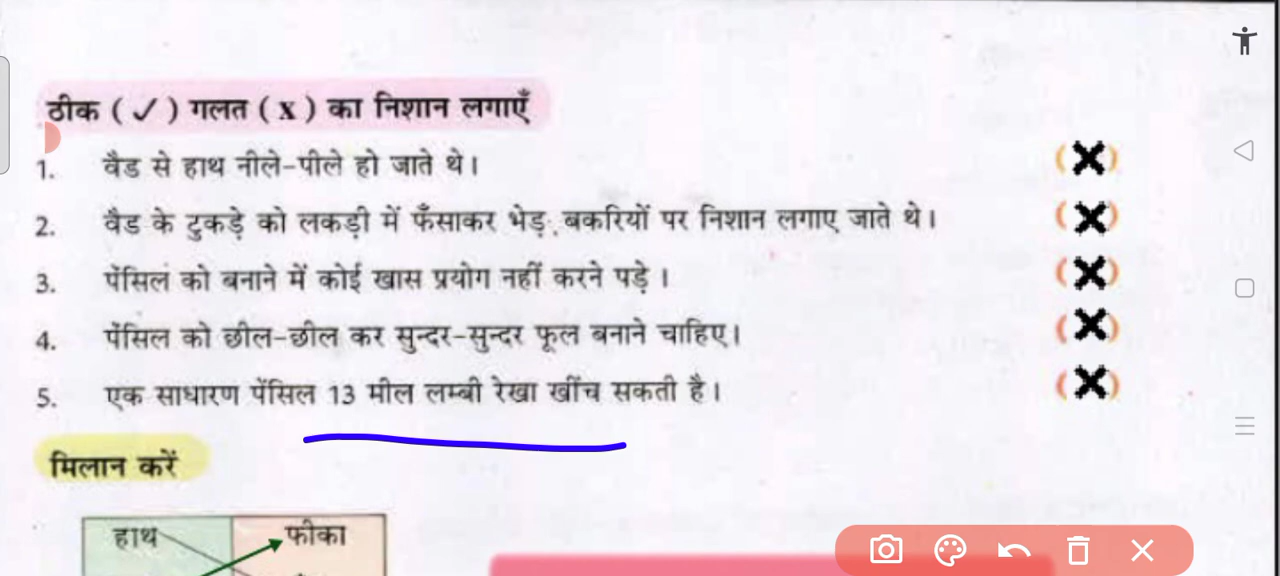 ठीक ( ✓ ) गलत ( x ) का निशान लगाएँ
1. वैड से हाथ नीले-पीले हो जाते थे। (X)
2. वैड के टुकड़े को लकड़ी में फँसाकर भेड़ बकरियों पर निशान लगाए जाते थे। (X)
3. पेंसिल को बनाने में कोई खास प्रयोग नहीं करने पड़े। (X)
4. पेंसिल को छील-छील कर सुन्दर-सुन्दर फूल बनाने चाहिए। (X)
5. एक साधारण पेंसिल 13 मील लम्बी रेखा खींच सकती है। (X)
मिलान करें
हाथ फीका